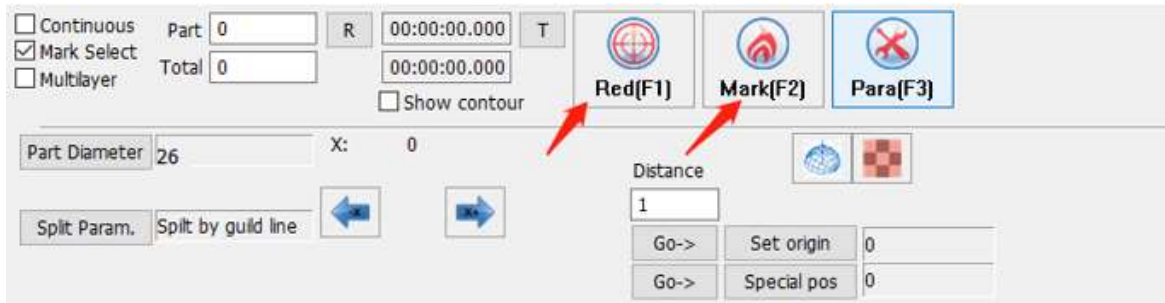 Continuous
Mark Select
Multilayer
Part 0 R 00:00:00.000 T
Total 0 00:00:00.000
Show contour
Red(F1) Mark(F2) Para(F3)
Part Diameter 26 X: 0
Distance
1
Split Param. Spilt by guild line -X X+
Go-> Set origin 0
Go-> Special pos 0